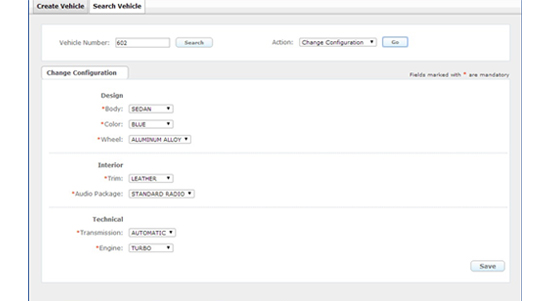 Create Vehicle Search Vehicle
Vehicle Number: 602 Search Action: Change Configuration Go
Change Configuration Fields marked with * are mandatory
Design
*Body: SEDAN
*Color: BLUE
*Wheel: ALUMINUM ALLOY
Interior
*Trim: LEATHER
*Audio Package: STANDARD RADIO
Technical
*Transmission: AUTOMATIC
*Engine: TURBO
Save